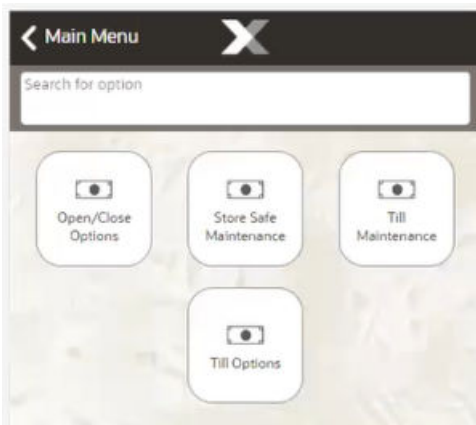 Main Menu
Search for option
Open/Close
Options
Store Safe
Maintenance
Till
Maintenance
Till Options